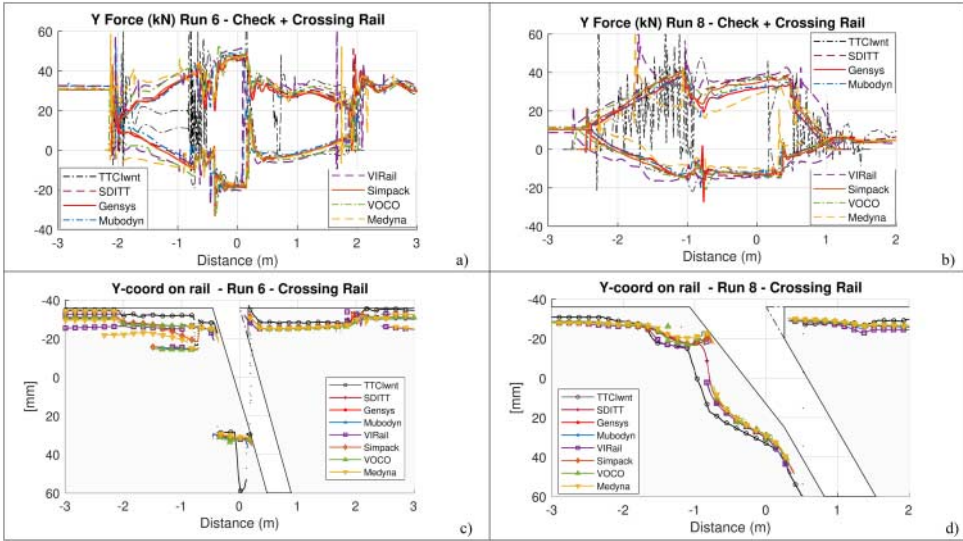 Y Force (kN) Run 6 - Check + Crossing Rail
60
40
20
0
-20
-40
-3 -2 -1 0 1 2 3
Distance (m)
TTCIwnt
SDITT
Gensys
Mubodyn
VIRail
Simpack
VOCO
Medyna
a)
Y Force (kN) Run 8 - Check + Crossing Rail
60
40
20
0
-20
-40
-3 -2 -1 0 1 2
Distance (m)
TTCIwnt
SDITT
Gensys
Mubodyn
VIRail
Simpack
VOCO
Medyna
b)
Y-coord on rail - Run 6 - Crossing Rail
[mm]
-40
-20
0
20
40
60
-3 -2 -1 0 1 2 3
Distance (m)
TTCIwnt
SDITT
Gensys
Mubodyn
VIRail
Simpack
VOCO
Medyna
c)
Y-coord on rail - Run 8 - Crossing Rail
[mm]
-40
-20
0
20
40
60
-3 -2 -1 0 1 2
Distance (m)
TTCIwnt
SDITT
Gensys
Mubodyn
VIRail
Simpack
VOCO
Medyna
d)